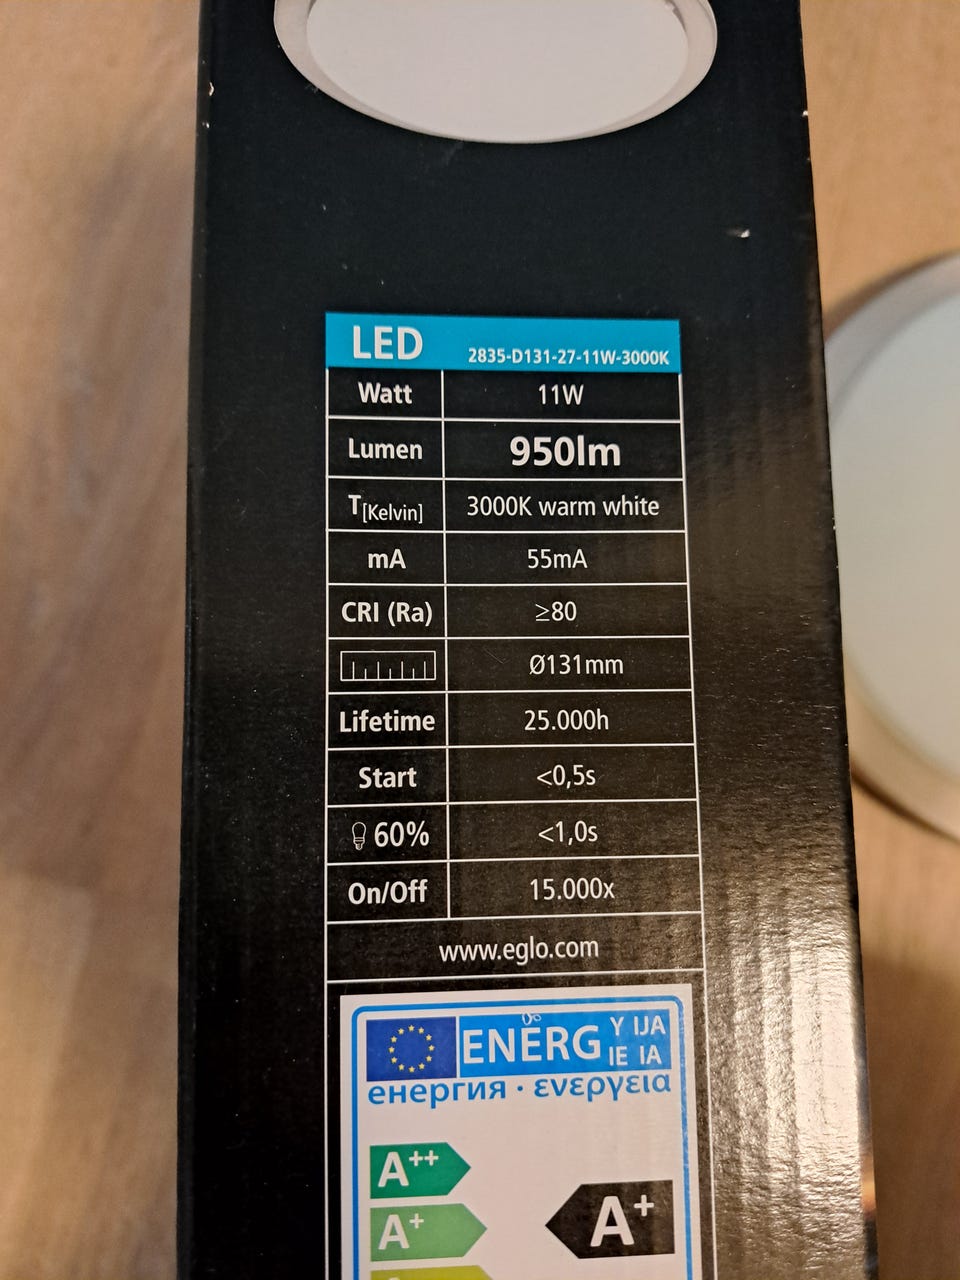 LED 2835-D131-27-11W-3000K
Watt 11W
Lumen 950lm
T[Kelvin] 3000K warm white
mA 55mA
CRI (Ra) ≥80
Ø131mm
Lifetime 25.000h
Start <0,5s
60% <1,0s
On/Off 15.000x
www.eglo.com
ENERG Y IJA
IE IA
енергия · ενεργεια
A++
A+ A+